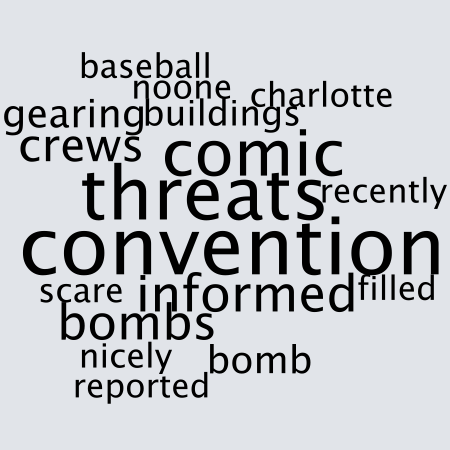 baseball
noone charlotte
gearing buildings
crews comic
threats recently
convention
scare informed filled
bombs
nicely bomb
reported